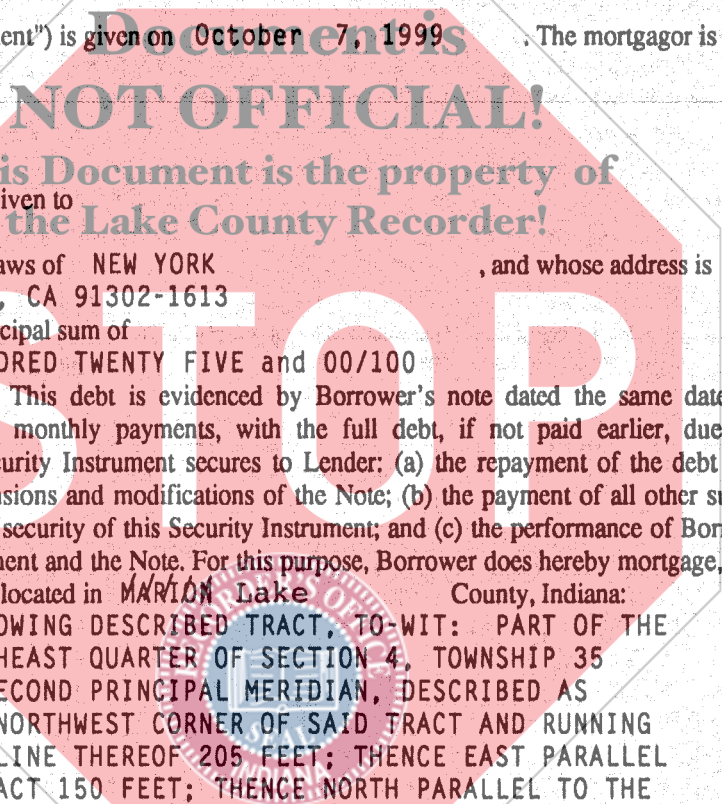 ent") is given on October 7, 1999 . The mortgagor is
Document is
NOT OFFICIAL!
is Document is the property of
iven to
the Lake County Recorder!
aws of NEW YORK , and whose address is
, CA 91302-1613
cipal sum of
DRED TWENTY FIVE and 00/100
STOP
This debt is evidenced by Borrower's note dated the same date
monthly payments, with the full debt, if not paid earlier, due
curity Instrument secures to Lender: (a) the repayment of the debt
sions and modifications of the Note; (b) the payment of all other su
security of this Security Instrument; and (c) the performance of Borr
ment and the Note. For this purpose, Borrower does hereby mortgage,
located in MARION Lake County, Indiana:
OWING DESCRIBED TRACT, TO-WIT: PART OF THE
HEAST QUARTER OF SECTION 4, TOWNSHIP 35
ECOND PRINCIPAL MERIDIAN, DESCRIBED AS
NORTHWEST CORNER OF SAID TRACT AND RUNNING
LINE THEREOF 205 FEET; THENCE EAST PARALLEL
ACT 150 FEET; THENCE NORTH PARALLEL TO THE
RECORDER'S OFFICE
SEAL
INDIANA